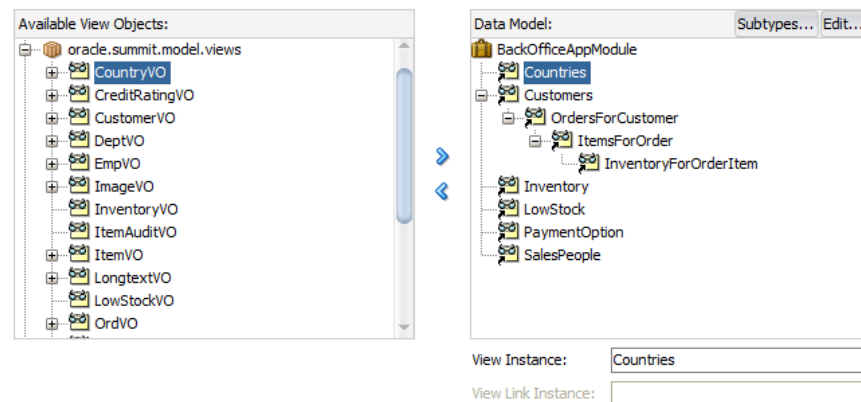 Available View Objects:
oracle.summit.model.views
CountryVO
CreditRatingVO
CustomerVO
DeptVO
EmpVO
ImageVO
InventoryVO
ItemAuditVO
ItemVO
LongtextVO
LowStockVO
OrdVO
Data Model:
Subtypes... Edit...
BackOfficeAppModule
Countries
Customers
OrdersForCustomer
ItemsForOrder
InventoryForOrderItem
Inventory
LowStock
PaymentOption
SalesPeople
View Instance: Countries
View Link Instance: